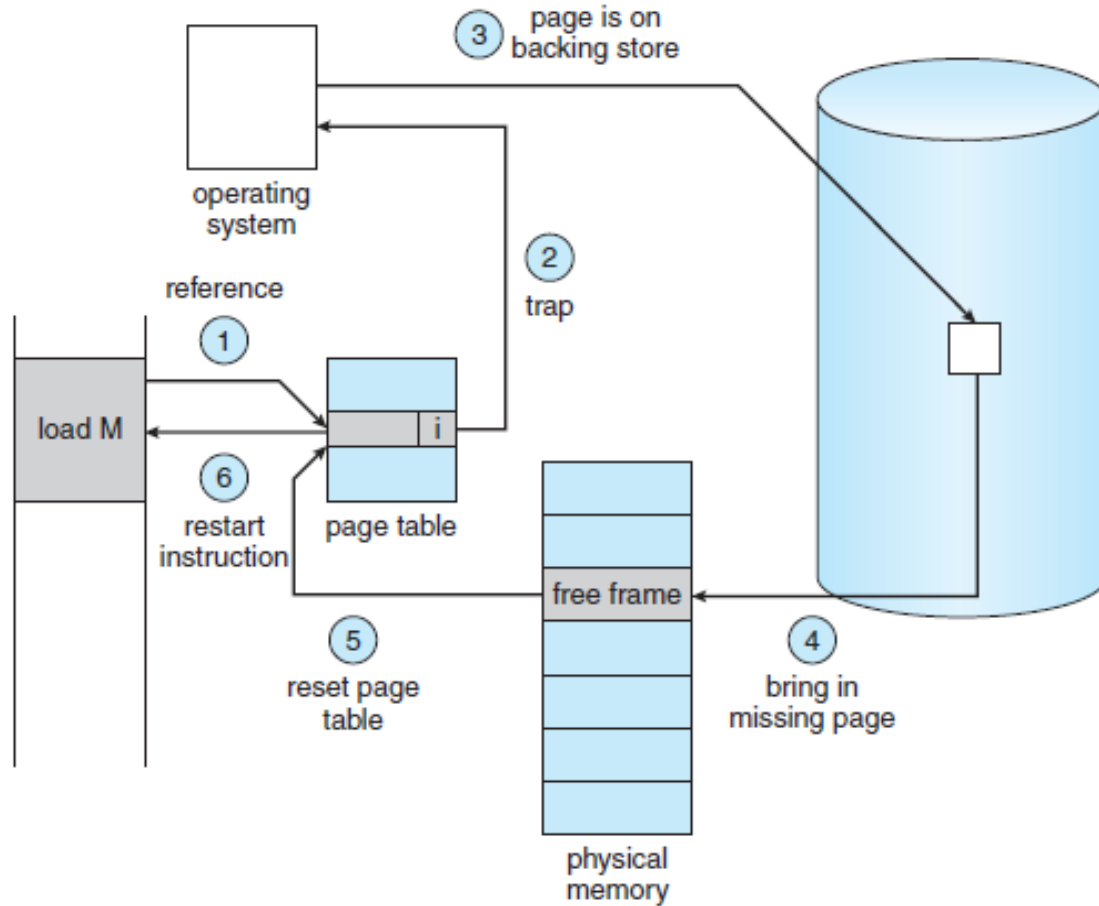 3
page is on
backing store
operating
system
2
trap
reference
1
load M
i
6
restart
instruction
page table
free frame
5
reset page
table
4
bring in
missing page
physical
memory